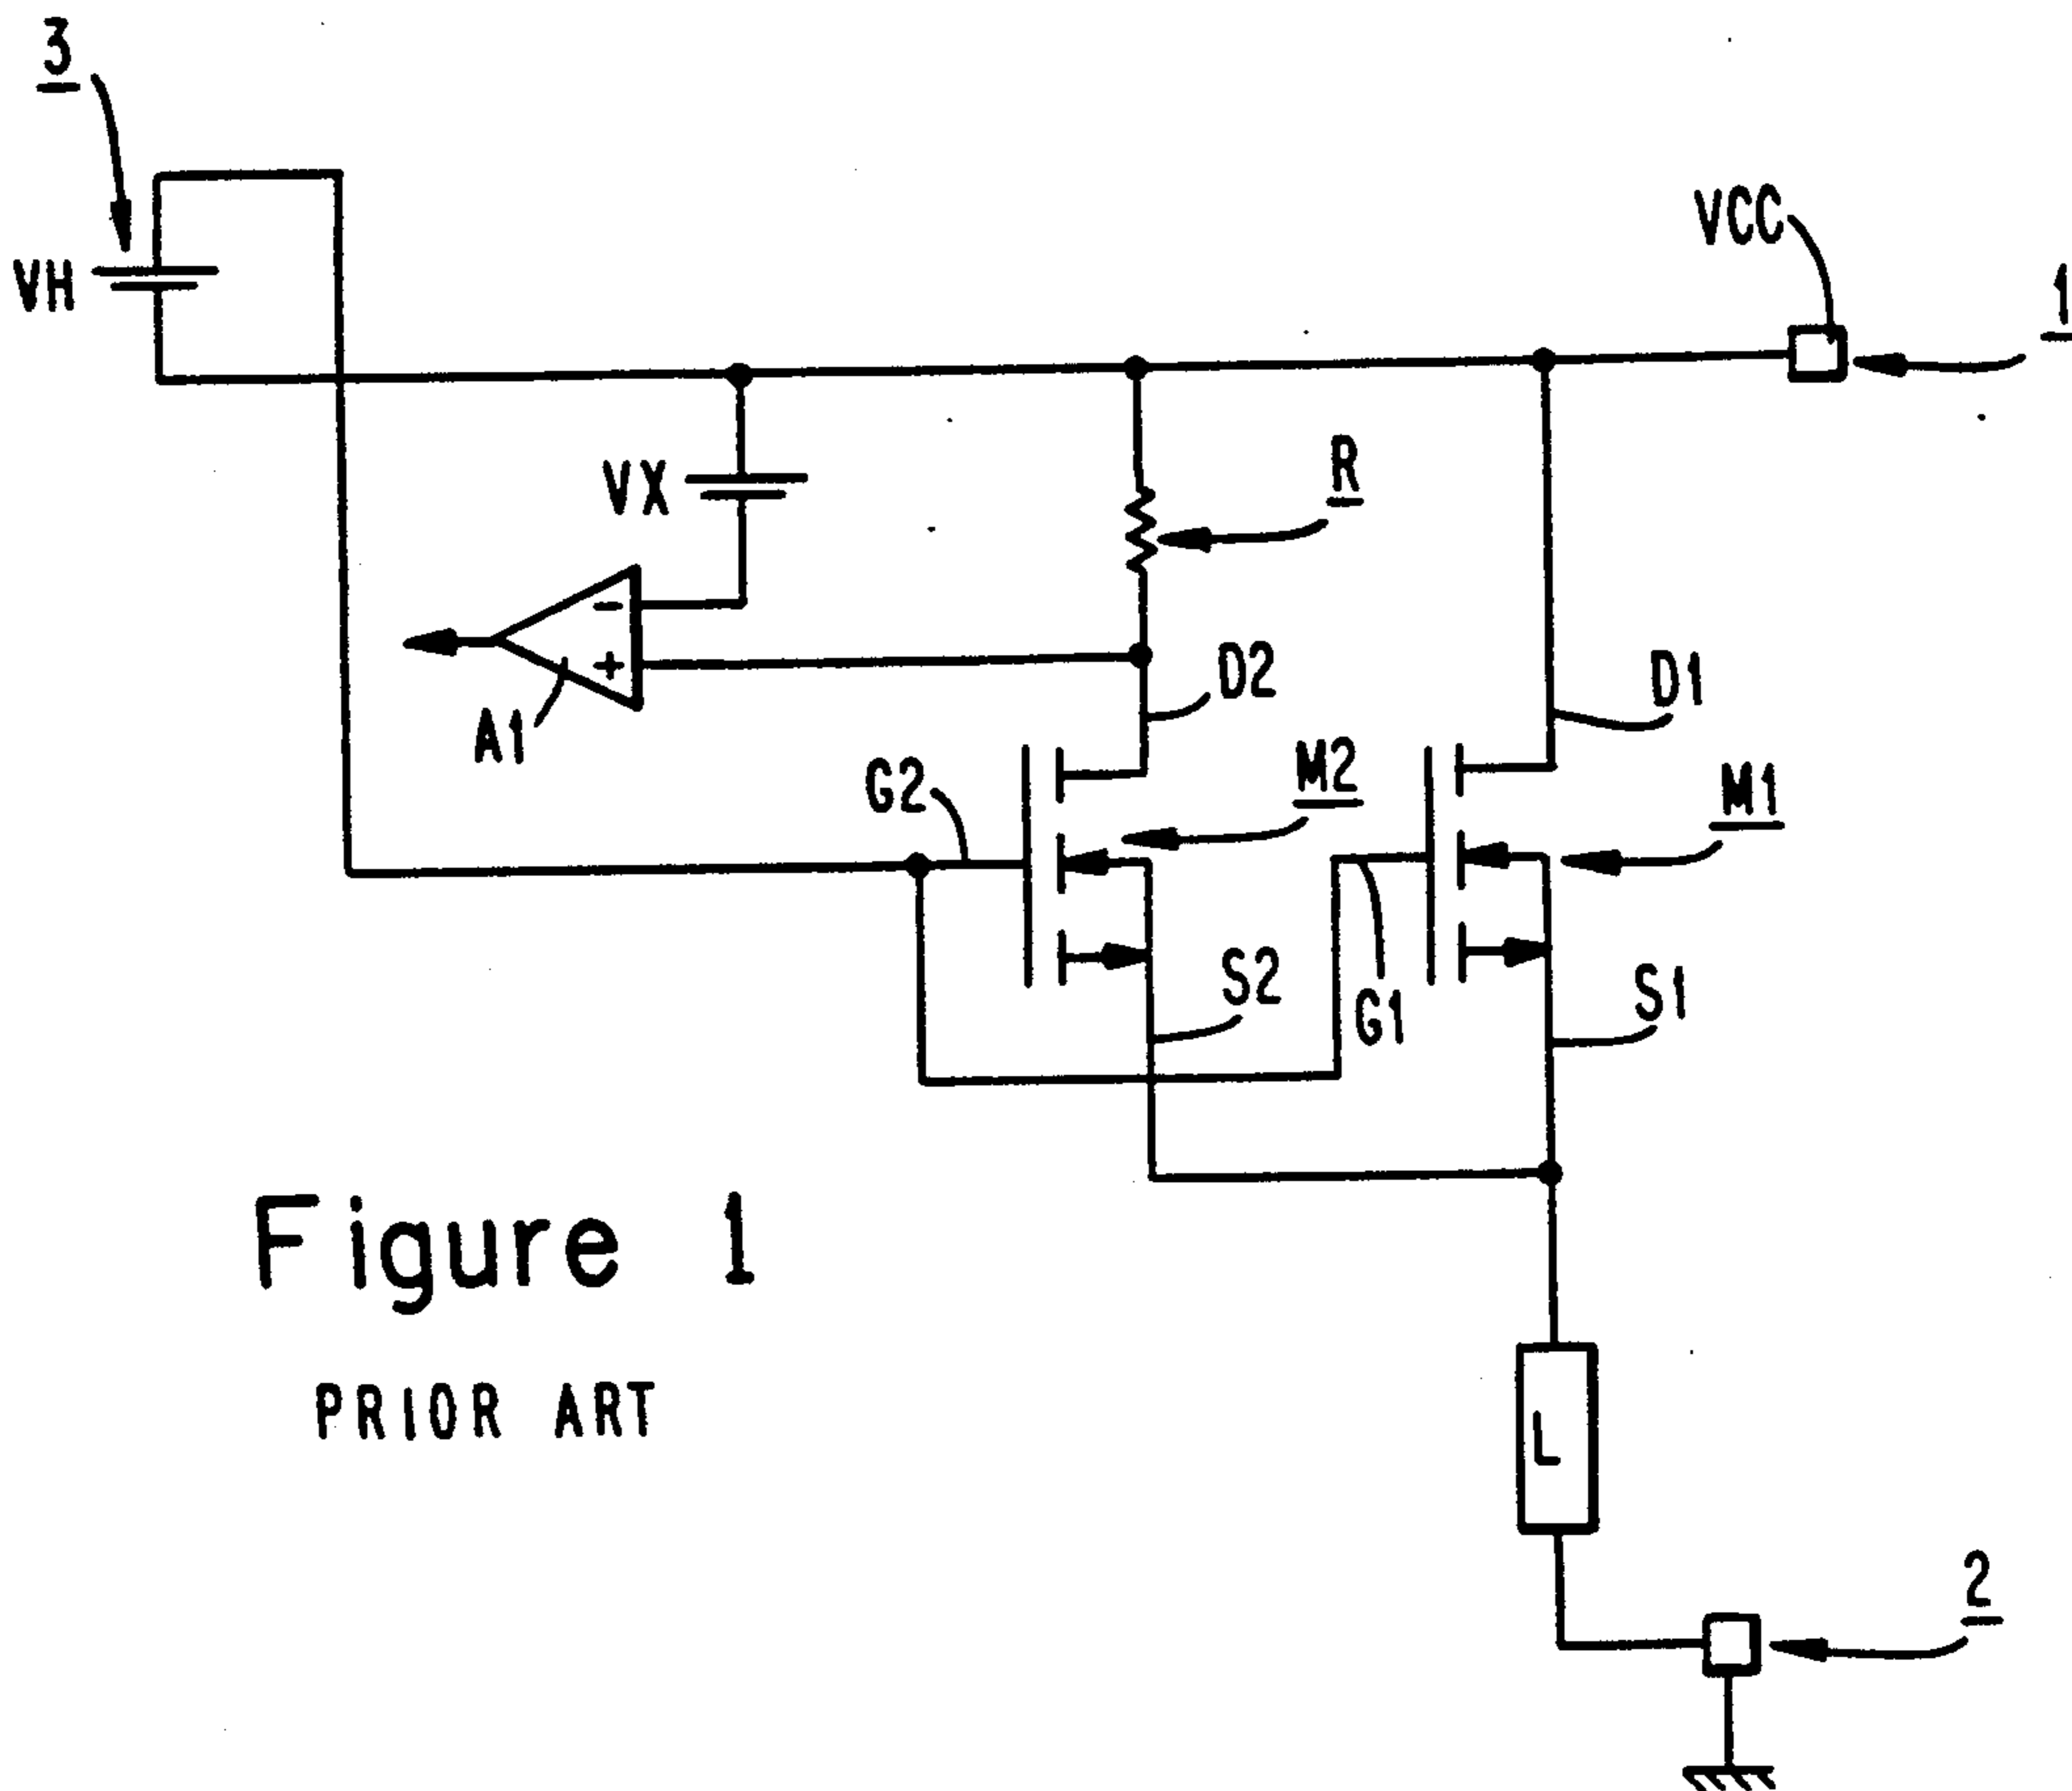 3
VCC
1
VH
VX
R
-
+
A1
D2
D1
G2
M2
M1
S2
G1
S1
Figure 1
PRIOR ART
L
2